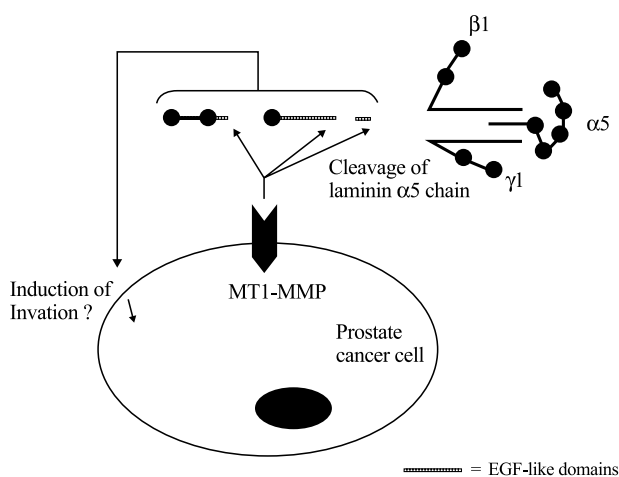 β1
α5
Cleavage of
laminin α5 chain
γ1
MT1-MMP
Induction of
Invation ?
Prostate
cancer cell
= EGF-like domains